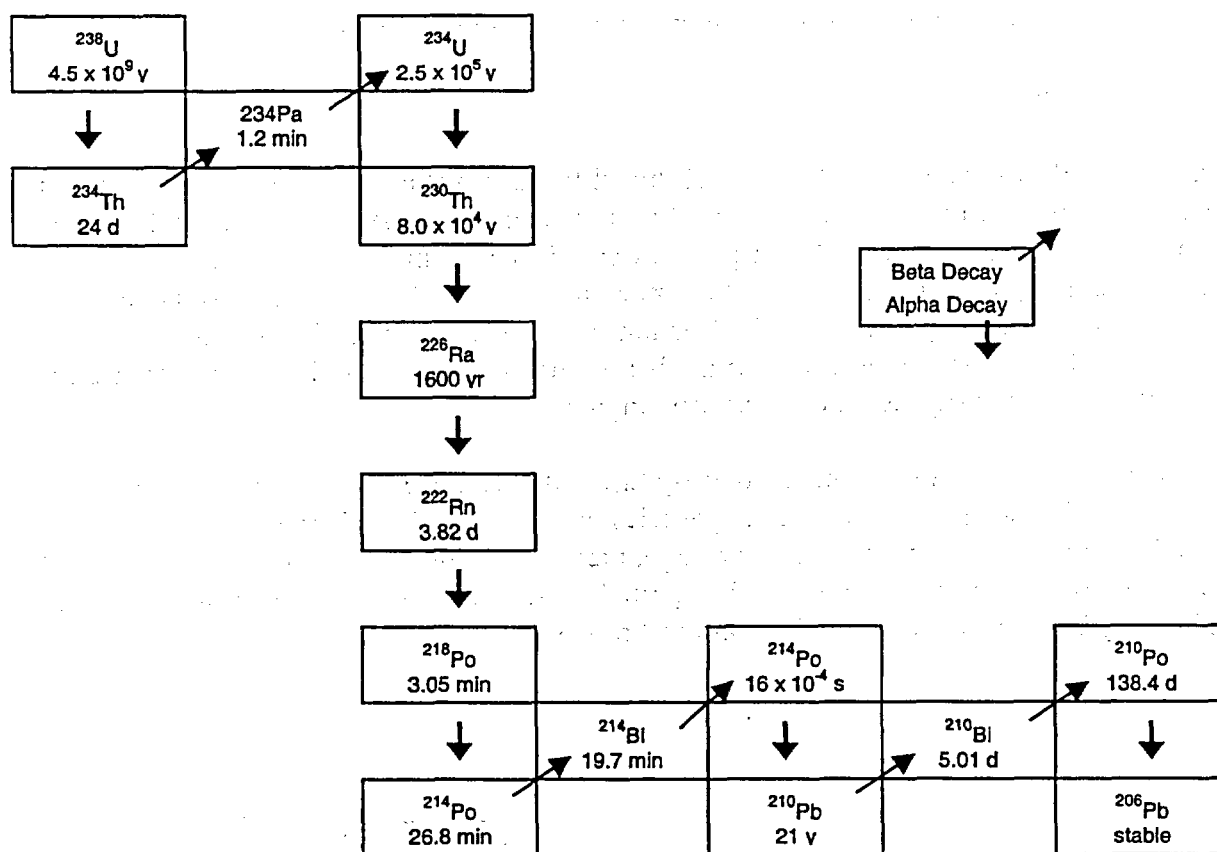 ²³⁸U
4.5 x 10⁹ y
²³⁴U
2.5 x 10⁵ y
234Pa
1.2 min
²³⁴Th
24 d
²³⁰Th
8.0 x 10⁴ y
Beta Decay
Alpha Decay
²²⁶Ra
1600 yr
²²²Rn
3.82 d
²¹⁸Po
3.05 min
²¹⁴Po
16 x 10⁻⁴ s
²¹⁰Po
138.4 d
²¹⁴Bi
19.7 min
²¹⁰Bi
5.01 d
²¹⁴Po
26.8 min
²¹⁰Pb
21 y
²⁰⁶Pb
stable